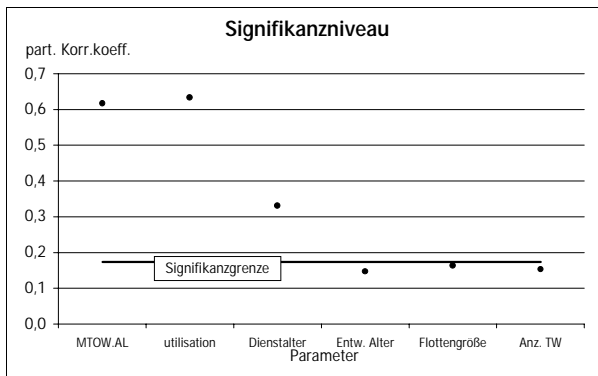 Signifikanzniveau
part. Korr.koeff.
0,7
0,6
0,5
0,4
0,3
0,2
Signifikanzgrenze
0,1
0,0
MTOW.AL utilisation Dienstalter Entw. Alter Flottengröße Anz. TW
Parameter